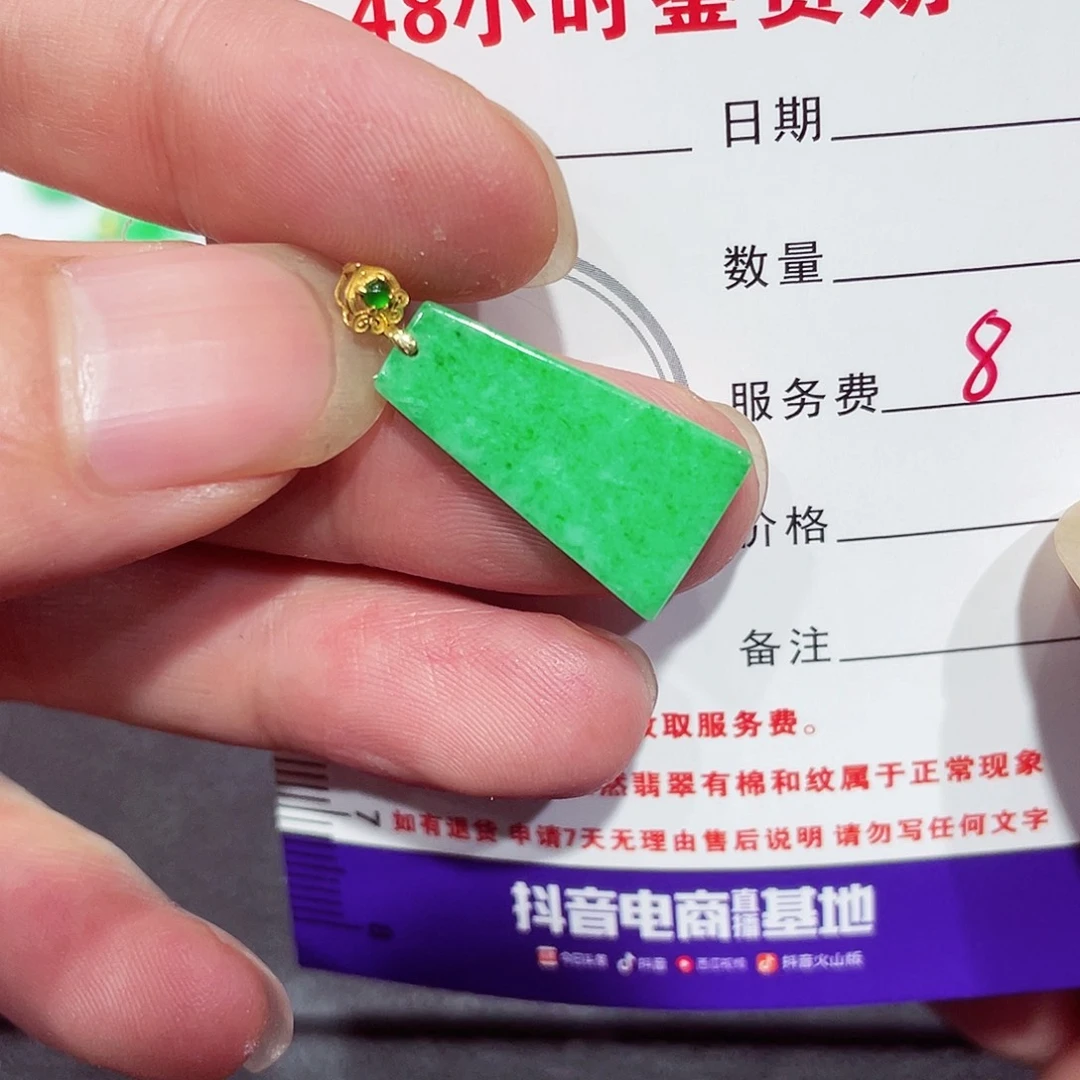 48小时鉴赏期
日期
数量
服务费 8
价格
备注
收取服务费。
然翡翠有棉和纹属于正常现象
如有退货 申请7天无理由售后说明 请勿写任何文字
7
8
抖音电商直播基地
今日头条 抖音 西瓜视频 抖音火山版